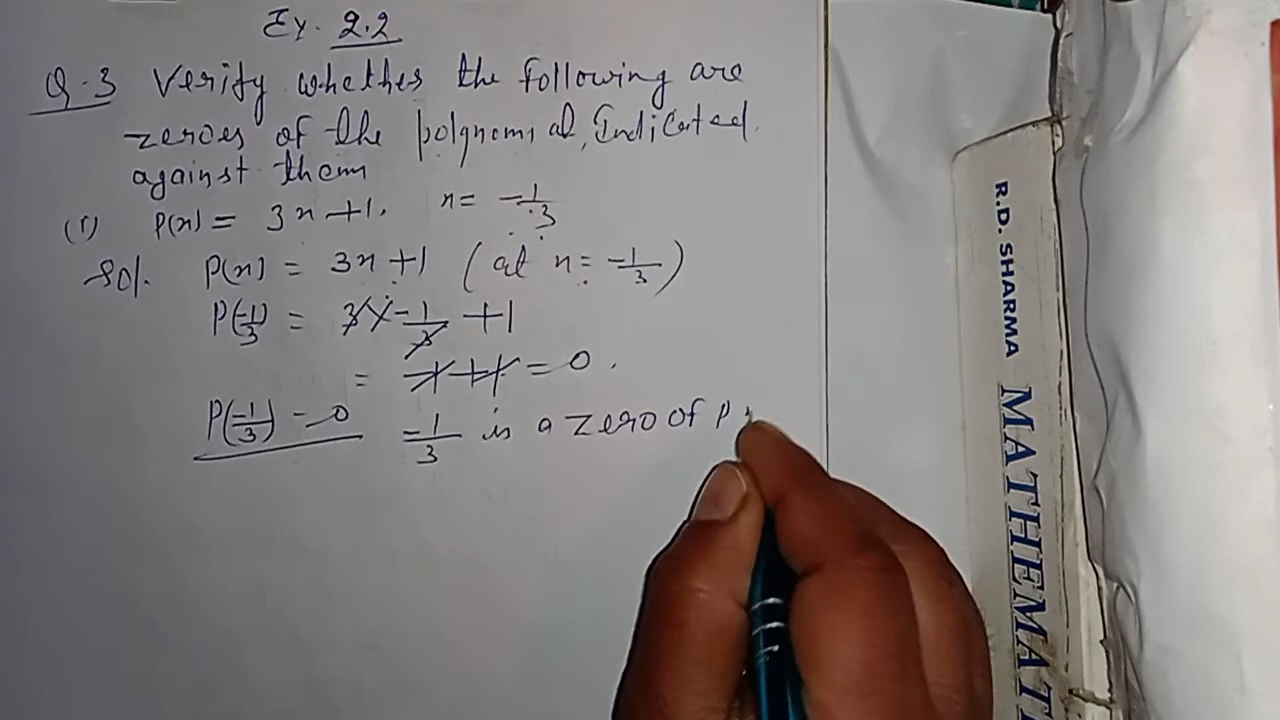 Ex. 2.2
Q.3 Verify whether the following are
zeroes of the polynomial, Indicated
against them
(i) P(x) = 3x+1, x = -1/3
Sol. P(x) = 3x+1 (at x = -1/3)
P(-1/3) = 3x-1/3 +1
= -1+1 = 0.
P(-1/3) = 0 -1/3 is a zero of P
R.D. SHARMA MATHEMATI